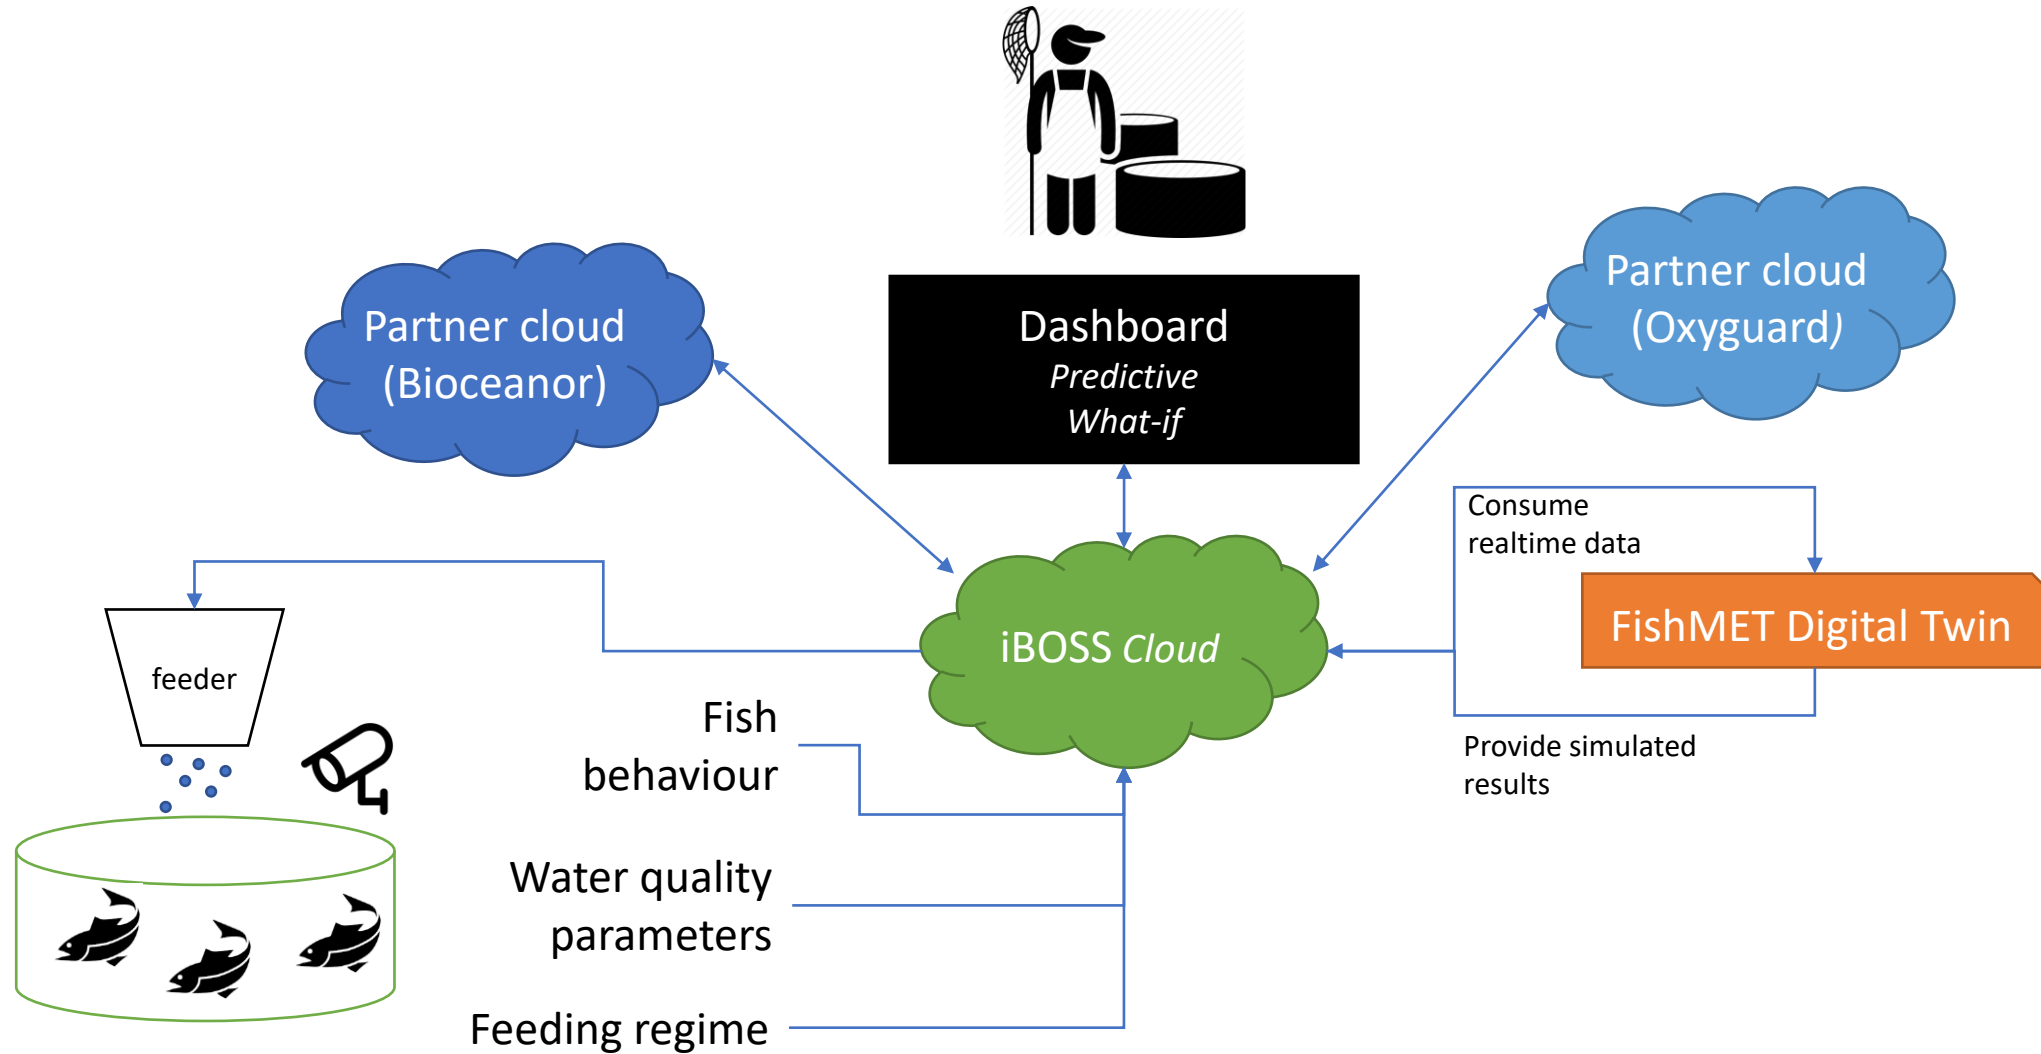 Partner cloud
(Bioceanor)
Dashboard
Predictive
What-if
Partner cloud
(Oxyguard)
Consume
realtime data
FishMET Digital Twin
Provide simulated
results
iBOSS Cloud
feeder
Fish
behaviour
Water quality
parameters
Feeding regime